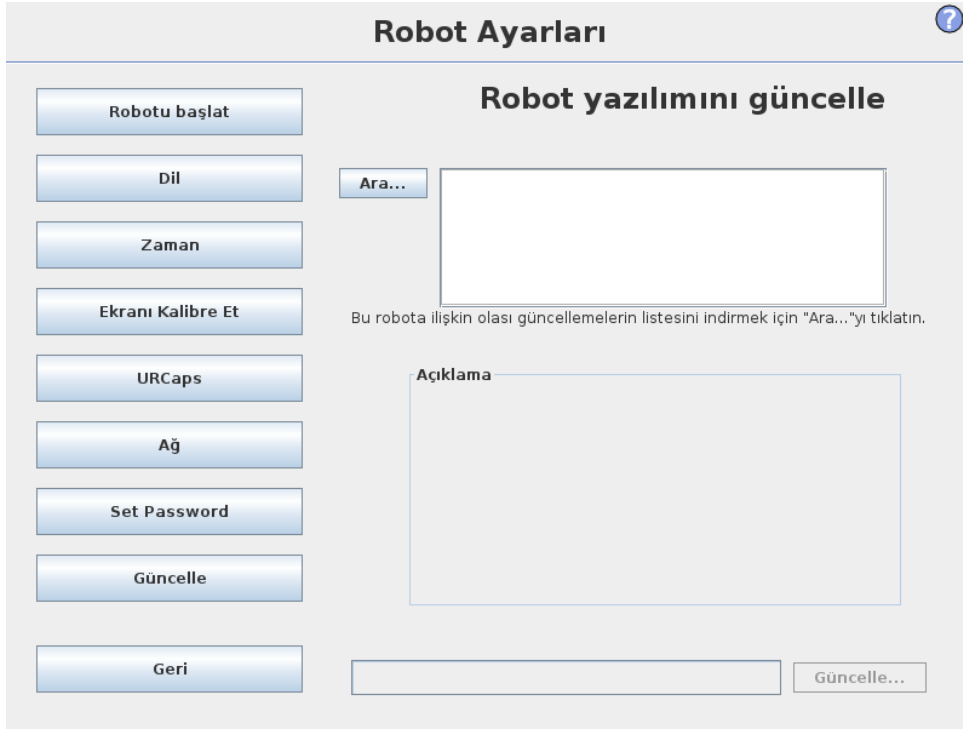 Robot Ayarları
?
Robotu başlat
Dil
Zaman
Ekranı Kalibre Et
URCaps
Ağ
Set Password
Güncelle
Geri
Robot yazılımını güncelle
Ara...
Bu robota ilişkin olası güncellemelerin listesini indirmek için "Ara..."yı tıklatın.
Açıklama
Güncelle...